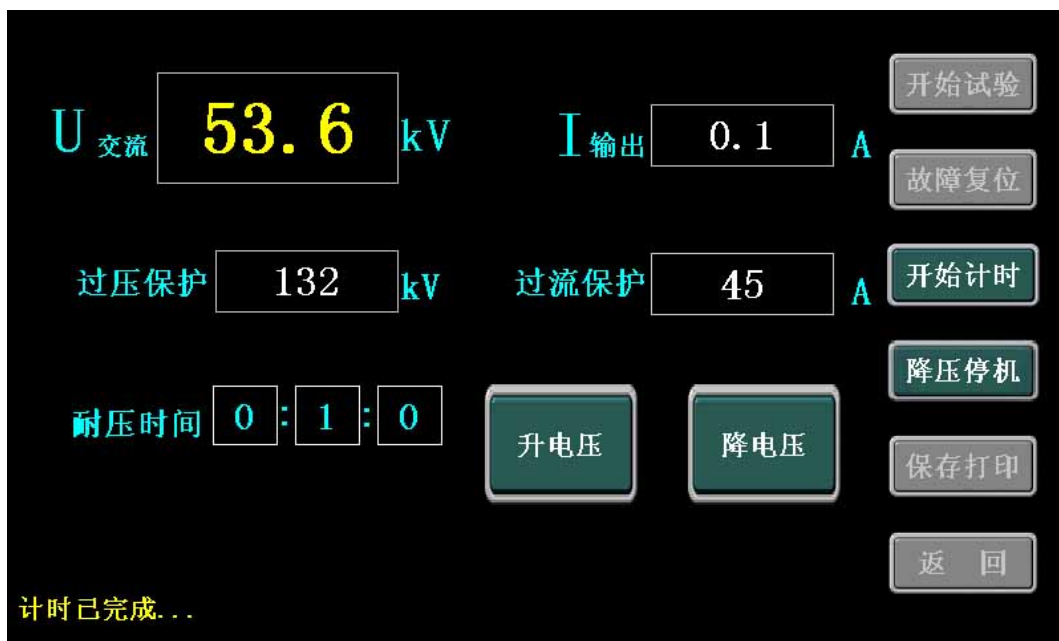 U 交流 53.6 kV
I 输出 0.1 A
过压保护 132 kV
过流保护 45 A
耐压时间 0:1:0
升电压
降电压
开始试验
故障复位
开始计时
降压停机
保存打印
返 回
计时已完成...